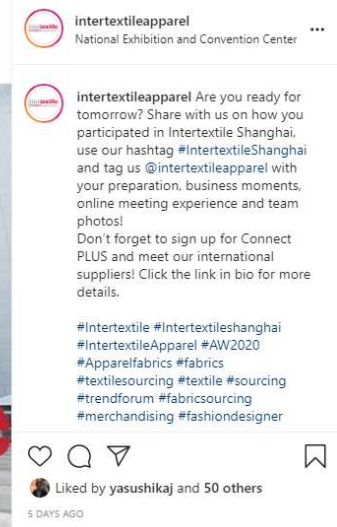 intertextileapparel
National Exhibition and Convention Center
intertextileapparel Are you ready for
tomorrow? Share with us on how you
participated in Intertextile Shanghai,
use our hashtag #IntertextileShanghai
and tag us @intertextileapparel with
your preparation, business moments,
online meeting experience and team
photos!
Don't forget to sign up for Connect
PLUS and meet our international
suppliers! Click the link in bio for more
details.
#Intertextile #Intertextileshanghai
#IntertextileApparel #AW2020
#Apparelfabrics #fabrics
#textilesourcing #textile #sourcing
#trendforum #fabricsourcing
#merchandising #fashiondesigner
Liked by yasushikaj and 50 others
5 DAYS AGO